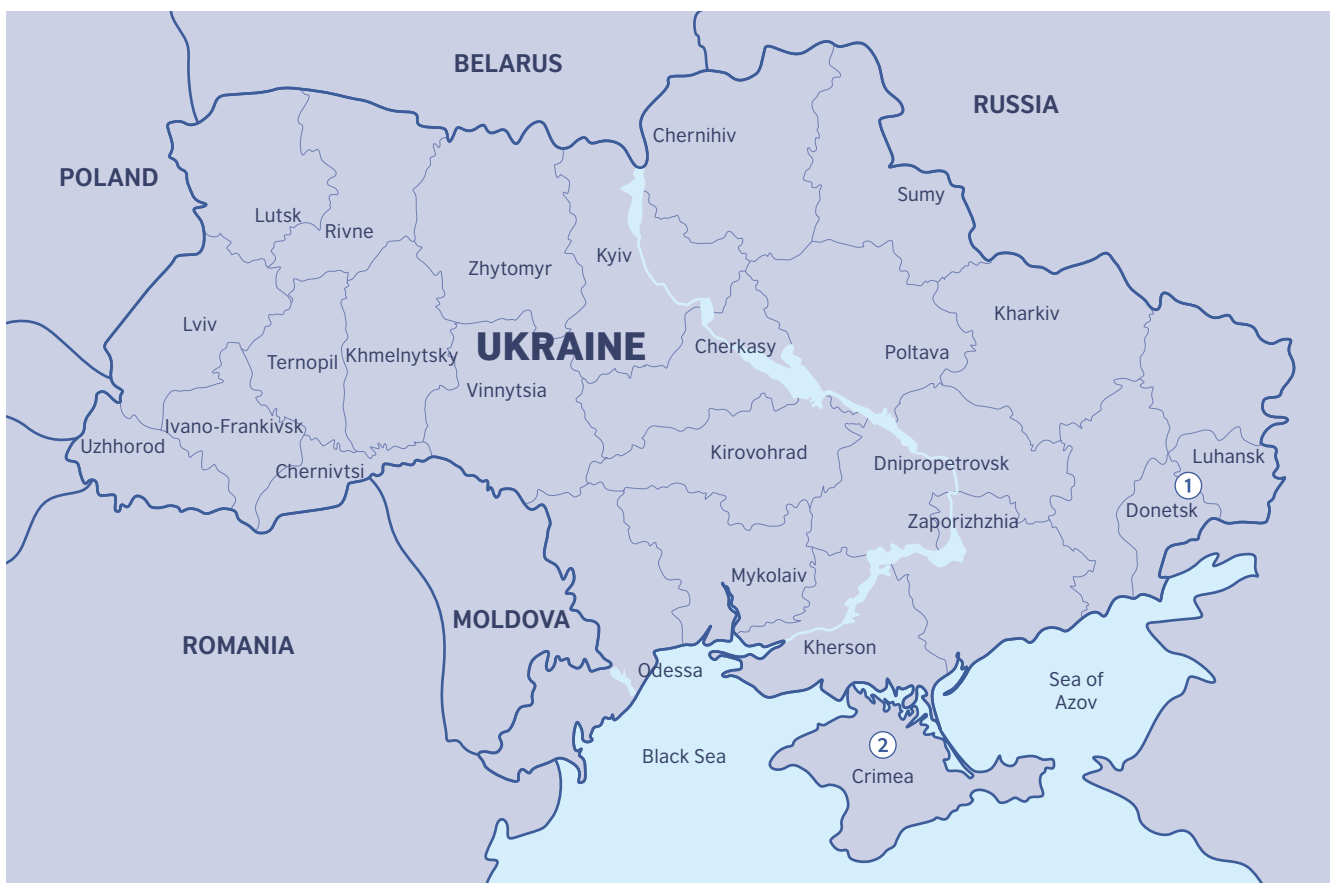 BELARUS
RUSSIA
Chernihiv
POLAND
Sumy
Lutsk
Rivne
Kyiv
Zhytomyr
Kharkiv
Lviv
UKRAINE
Cherkasy
Poltava
Ternopil
Khmelnytsky
Vinnytsia
Ivano-Frankivsk
Uzhhorod
Kirovohrad
Luhansk
Dnipropetrovsk
Chernivtsi
1
Donetsk
Zaporizhzhia
Mykolaiv
MOLDOVA
ROMANIA
Kherson
Odessa
Sea of
Azov
2
Black Sea
Crimea